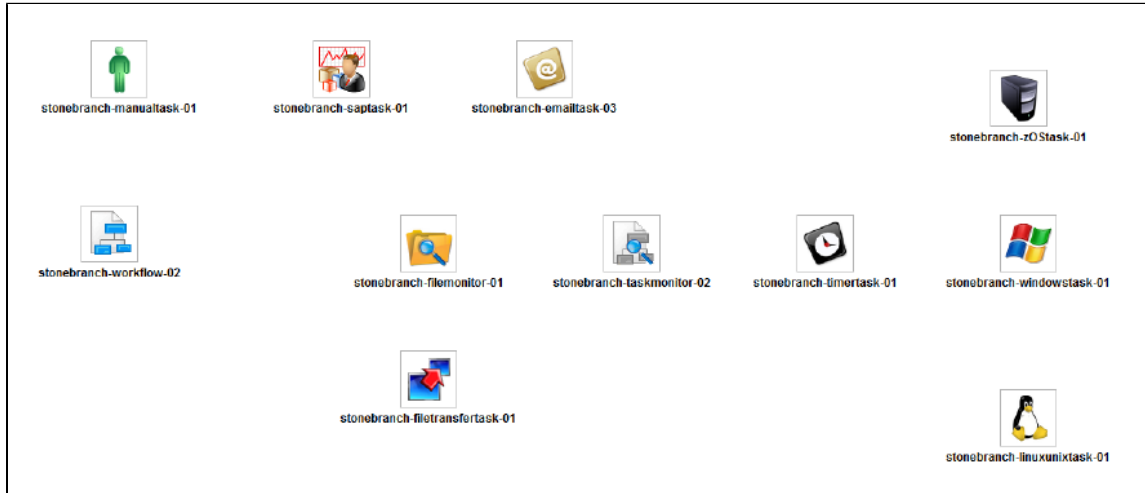 stonebranch-manualtask-01
stonebranch-saptask-01
stonebranch-emailtask-03
stonebranch-zOStask-01
stonebranch-workflow-02
stonebranch-filemonitor-01
stonebranch-taskmonitor-02
stonebranch-timertask-01
stonebranch-windowstask-01
stonebranch-filetransfertask-01
stonebranch-linuxunixtask-01